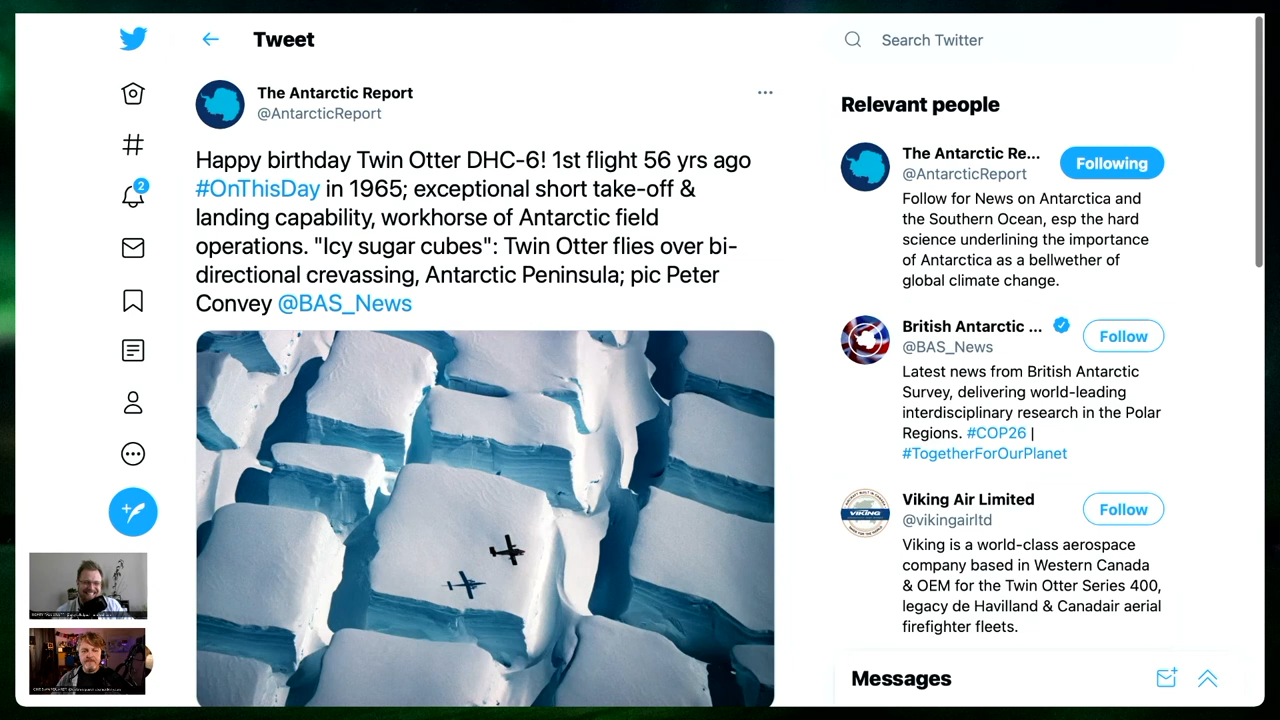 Tweet
The Antarctic Report
@AntarcticReport
Happy birthday Twin Otter DHC-6! 1st flight 56 yrs ago
#OnThisDay in 1965; exceptional short take-off &
landing capability, workhorse of Antarctic field
operations. "Icy sugar cubes": Twin Otter flies over bi-
directional crevassing, Antarctic Peninsula; pic Peter
Convey @BAS_News
2
Search Twitter
Relevant people
The Antarctic Re...
@AntarcticReport
Following
Follow for News on Antarctica and
the Southern Ocean, esp the hard
science underlining the importance
of Antarctica as a bellwether of
global climate change.
British Antarctic ...
@BAS_News
Follow
Latest news from British Antarctic
Survey, delivering world-leading
interdisciplinary research in the Polar
Regions. #COP26 |
#TogetherForOurPlanet
Viking Air Limited
@vikingairltd
Follow
VIKING
Viking is a world-class aerospace
company based in Western Canada
& OEM for the Twin Otter Series 400,
legacy de Havilland & Canadair aerial
firefighter fleets.
Messages